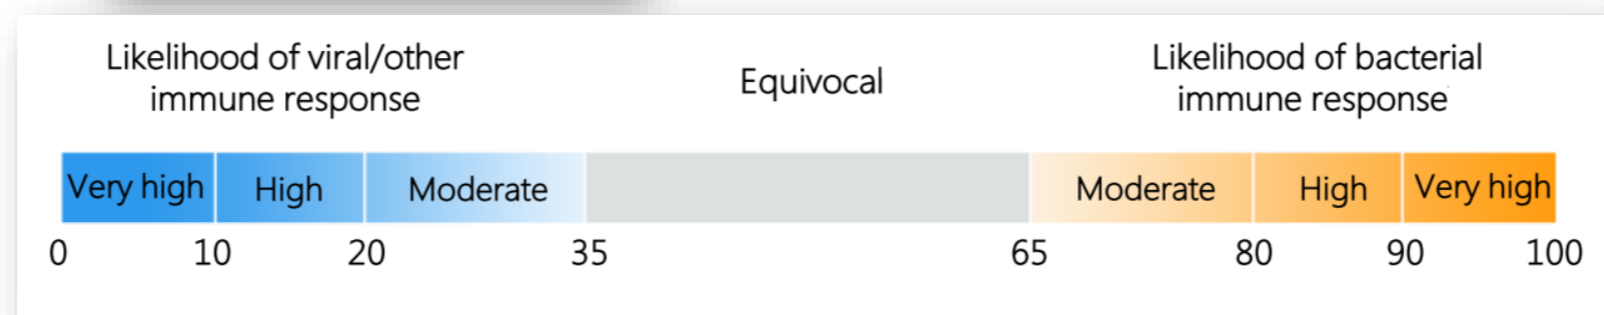 Likelihood of viral/other
immune response
Equivocal
Likelihood of bacterial
immune response
Very high
High
Moderate
Moderate
High
Very high
0
10
20
35
65
80
90
100